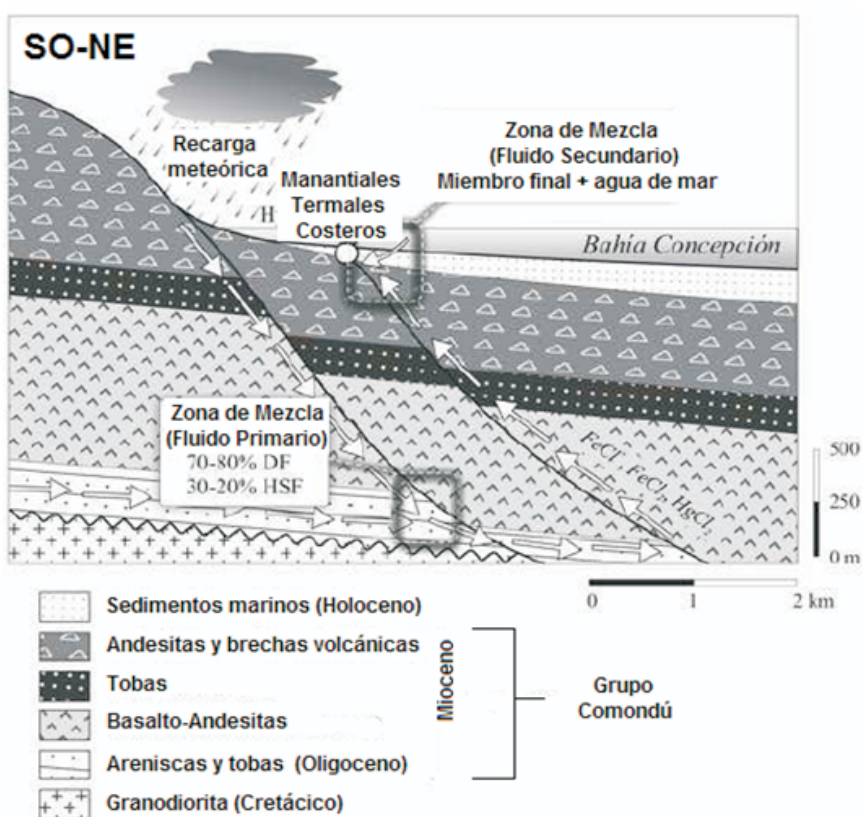 SO-NE
Recarga
meteórica
Zona de Mezcla
(Fluido Secundario)
Miembro final + agua de mar
Manantiales
Termales
Costeros
H
Bahía Concepción
Zona de Mezcla
(Fluido Primario)
70-80% DF
30-20% HSF
FeCl⁺, FeCl₂, HgCl₂
500
250
0 m
0 1 2 km
Sedimentos marinos (Holoceno)
Andesitas y brechas volcánicas
Tobas
Basalto-Andesitas
Areniscas y tobas (Oligoceno)
Granodiorita (Cretácico)
Mioceno
Grupo
Comondú